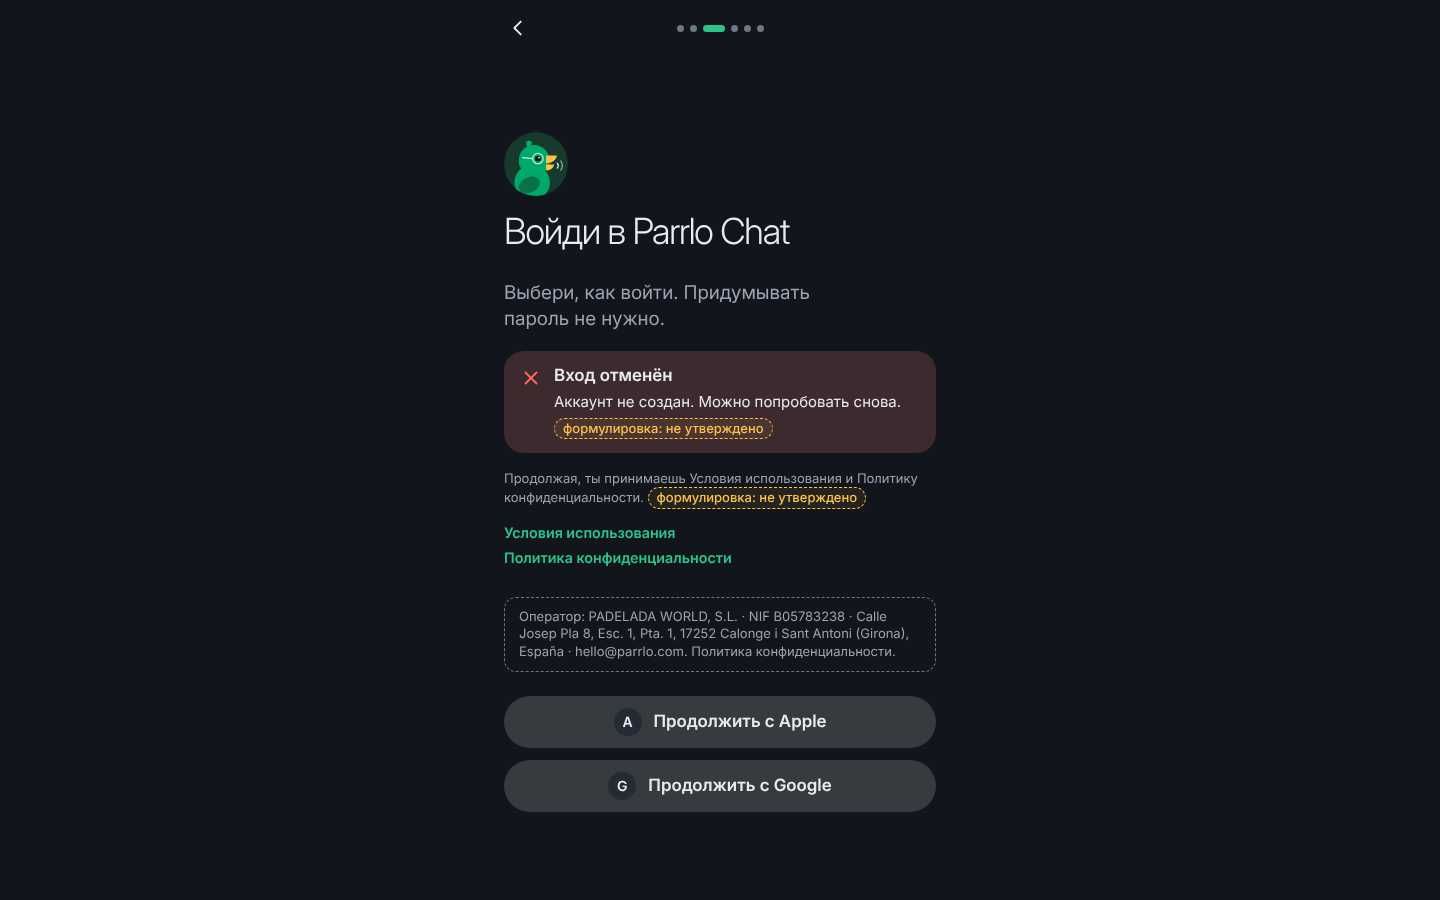 Войди в Parrlo Chat
Выбери, как войти. Придумывать
пароль не нужно.
Вход отменён
Аккаунт не создан. Можно попробовать снова.
формулировка: не утверждено
Продолжая, ты принимаешь Условия использования и Политику
конфиденциальности. формулировка: не утверждено
Условия использования
Политика конфиденциальности
Оператор: PADELADA WORLD, S.L. · NIF B05783238 · Calle
Josep Pla 8, Esc. 1, Pta. 1, 17252 Calonge i Sant Antoni (Girona),
España · hello@parrlo.com. Политика конфиденциальности.
A Продолжить с Apple
G Продолжить с Google